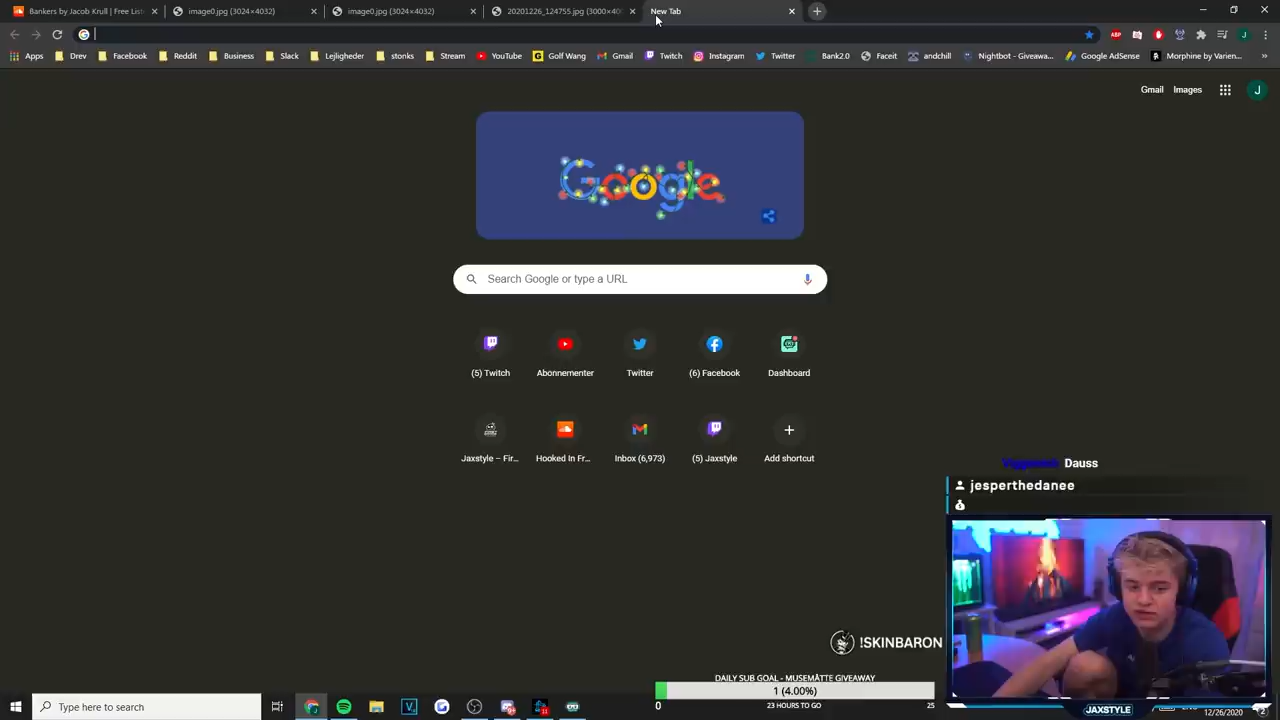 Bankers by Jacob Krull | Free List
image0.jpg (3024×4032)
image0.jpg (3024×4032)
20201226_124755.jpg (3000×40
New Tab
Apps
Drev
Facebook
Reddit
Business
Slack
Lejligheder
stonks
Stream
YouTube
Golf Wang
Gmail
Twitch
Instagram
Twitter
Bank2.0
Faceit
andchill
Nightbot - Giveawa...
Google AdSense
Morphine by Varien...
Gmail
Images
J
Google
Search Google or type a URL
(5) Twitch
Abonnementer
Twitter
(6) Facebook
Dashboard
Jaxstyle – Fir...
Hooked In Fr...
Inbox (6,973)
(5) Jaxstyle
Add shortcut
Dauss
jesperthedanee
!SKINBARON
DAILY SUB GOAL - MUSEMÅTTE GIVEAWAY
1 (4.00%)
0
23 HOURS TO GO
25
JAXSTYLE
Type here to search
12/26/2020